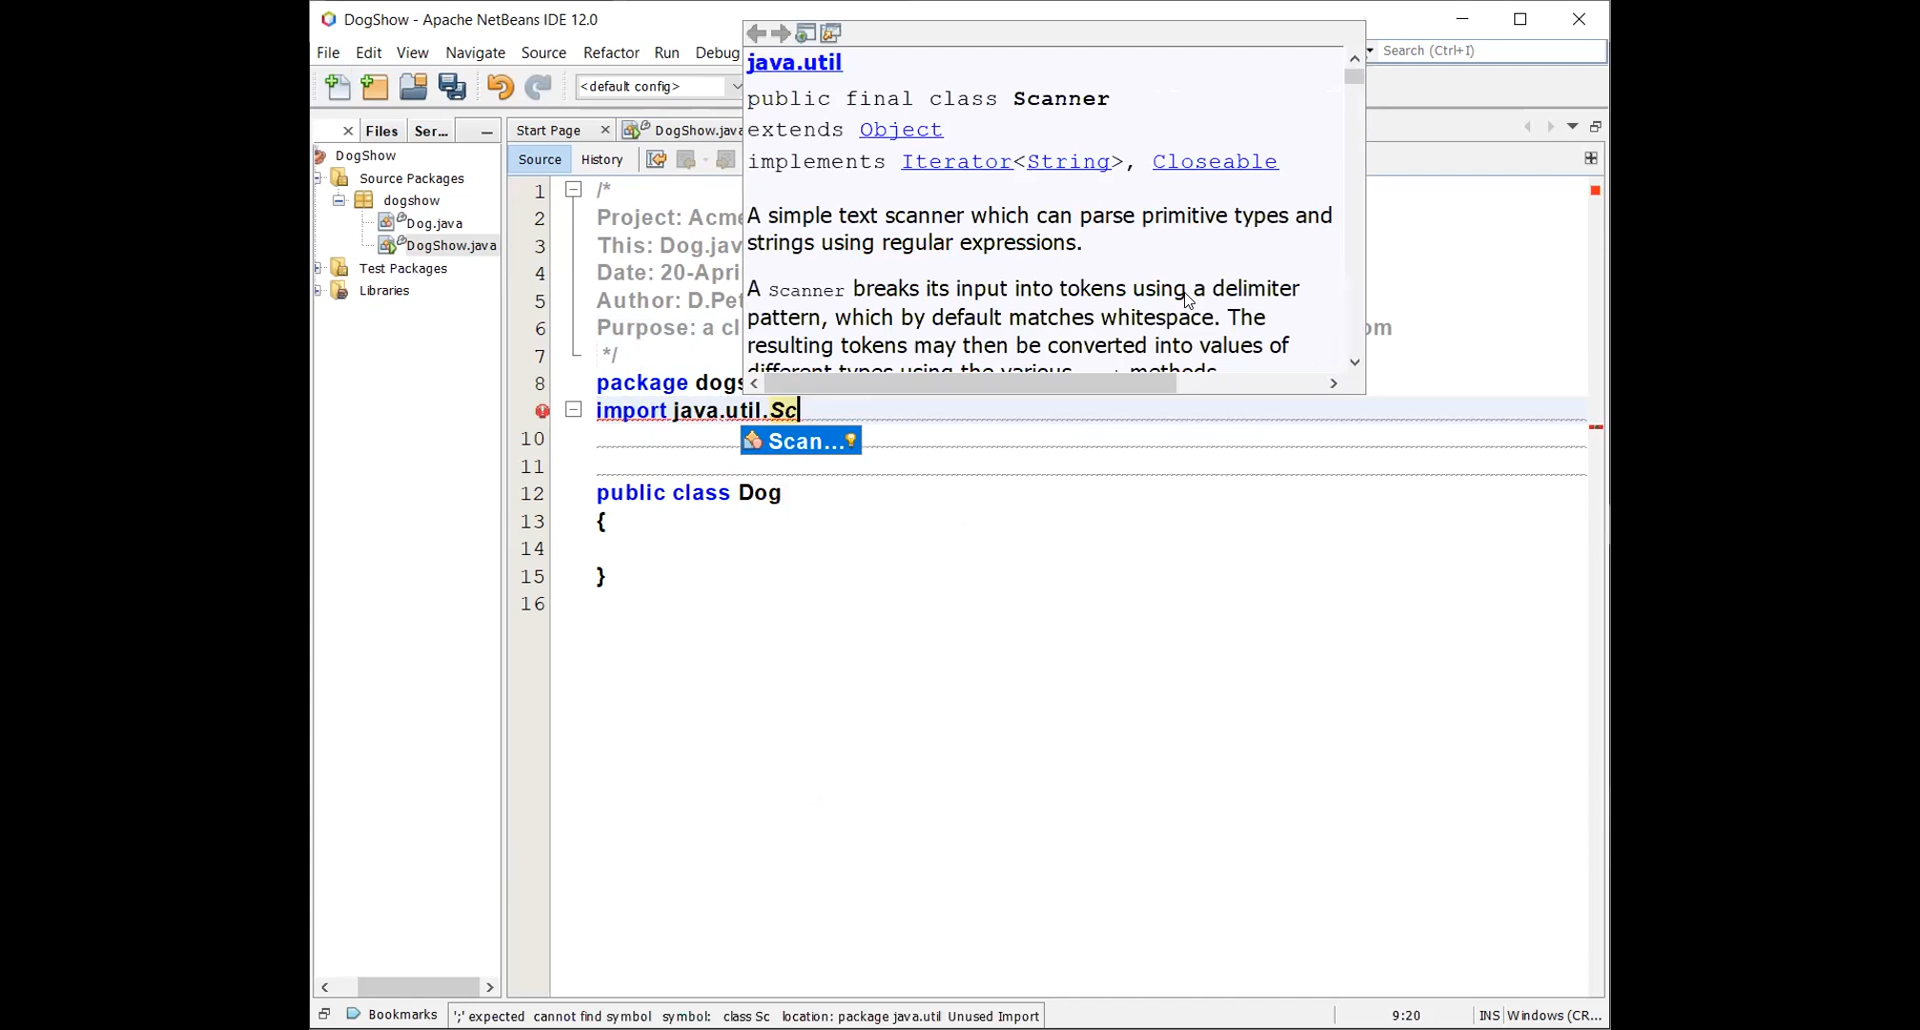 DogShow - Apache NetBeans IDE 12.0
File Edit View Navigate Source Refactor Run Debug
Search (Ctrl+I)
<default config>
Files Ser...
Start Page
DogShow.java
Source History
DogShow
Source Packages
dogshow
Dog.java
DogShow.java
Test Packages
Libraries
java.util
public final class Scanner
extends Object
implements Iterator<String>, Closeable
A simple text scanner which can parse primitive types and
strings using regular expressions.
A Scanner breaks its input into tokens using a delimiter
pattern, which by default matches whitespace. The
resulting tokens may then be converted into values of
different types using the various methods.
1 /*
2 Project: Acme
3 This: Dog.jav
4 Date: 20-Apri
5 Author: D.Pet
6 Purpose: a cl om
7 */
8 package dogs
import java.util.Sc
Scan...
10
11
12 public class Dog
13 {
14
15 }
16
Bookmarks
';' expected cannot find symbol symbol: class Sc location: package java.util Unused Import
9:20
INS
Windows (CR...